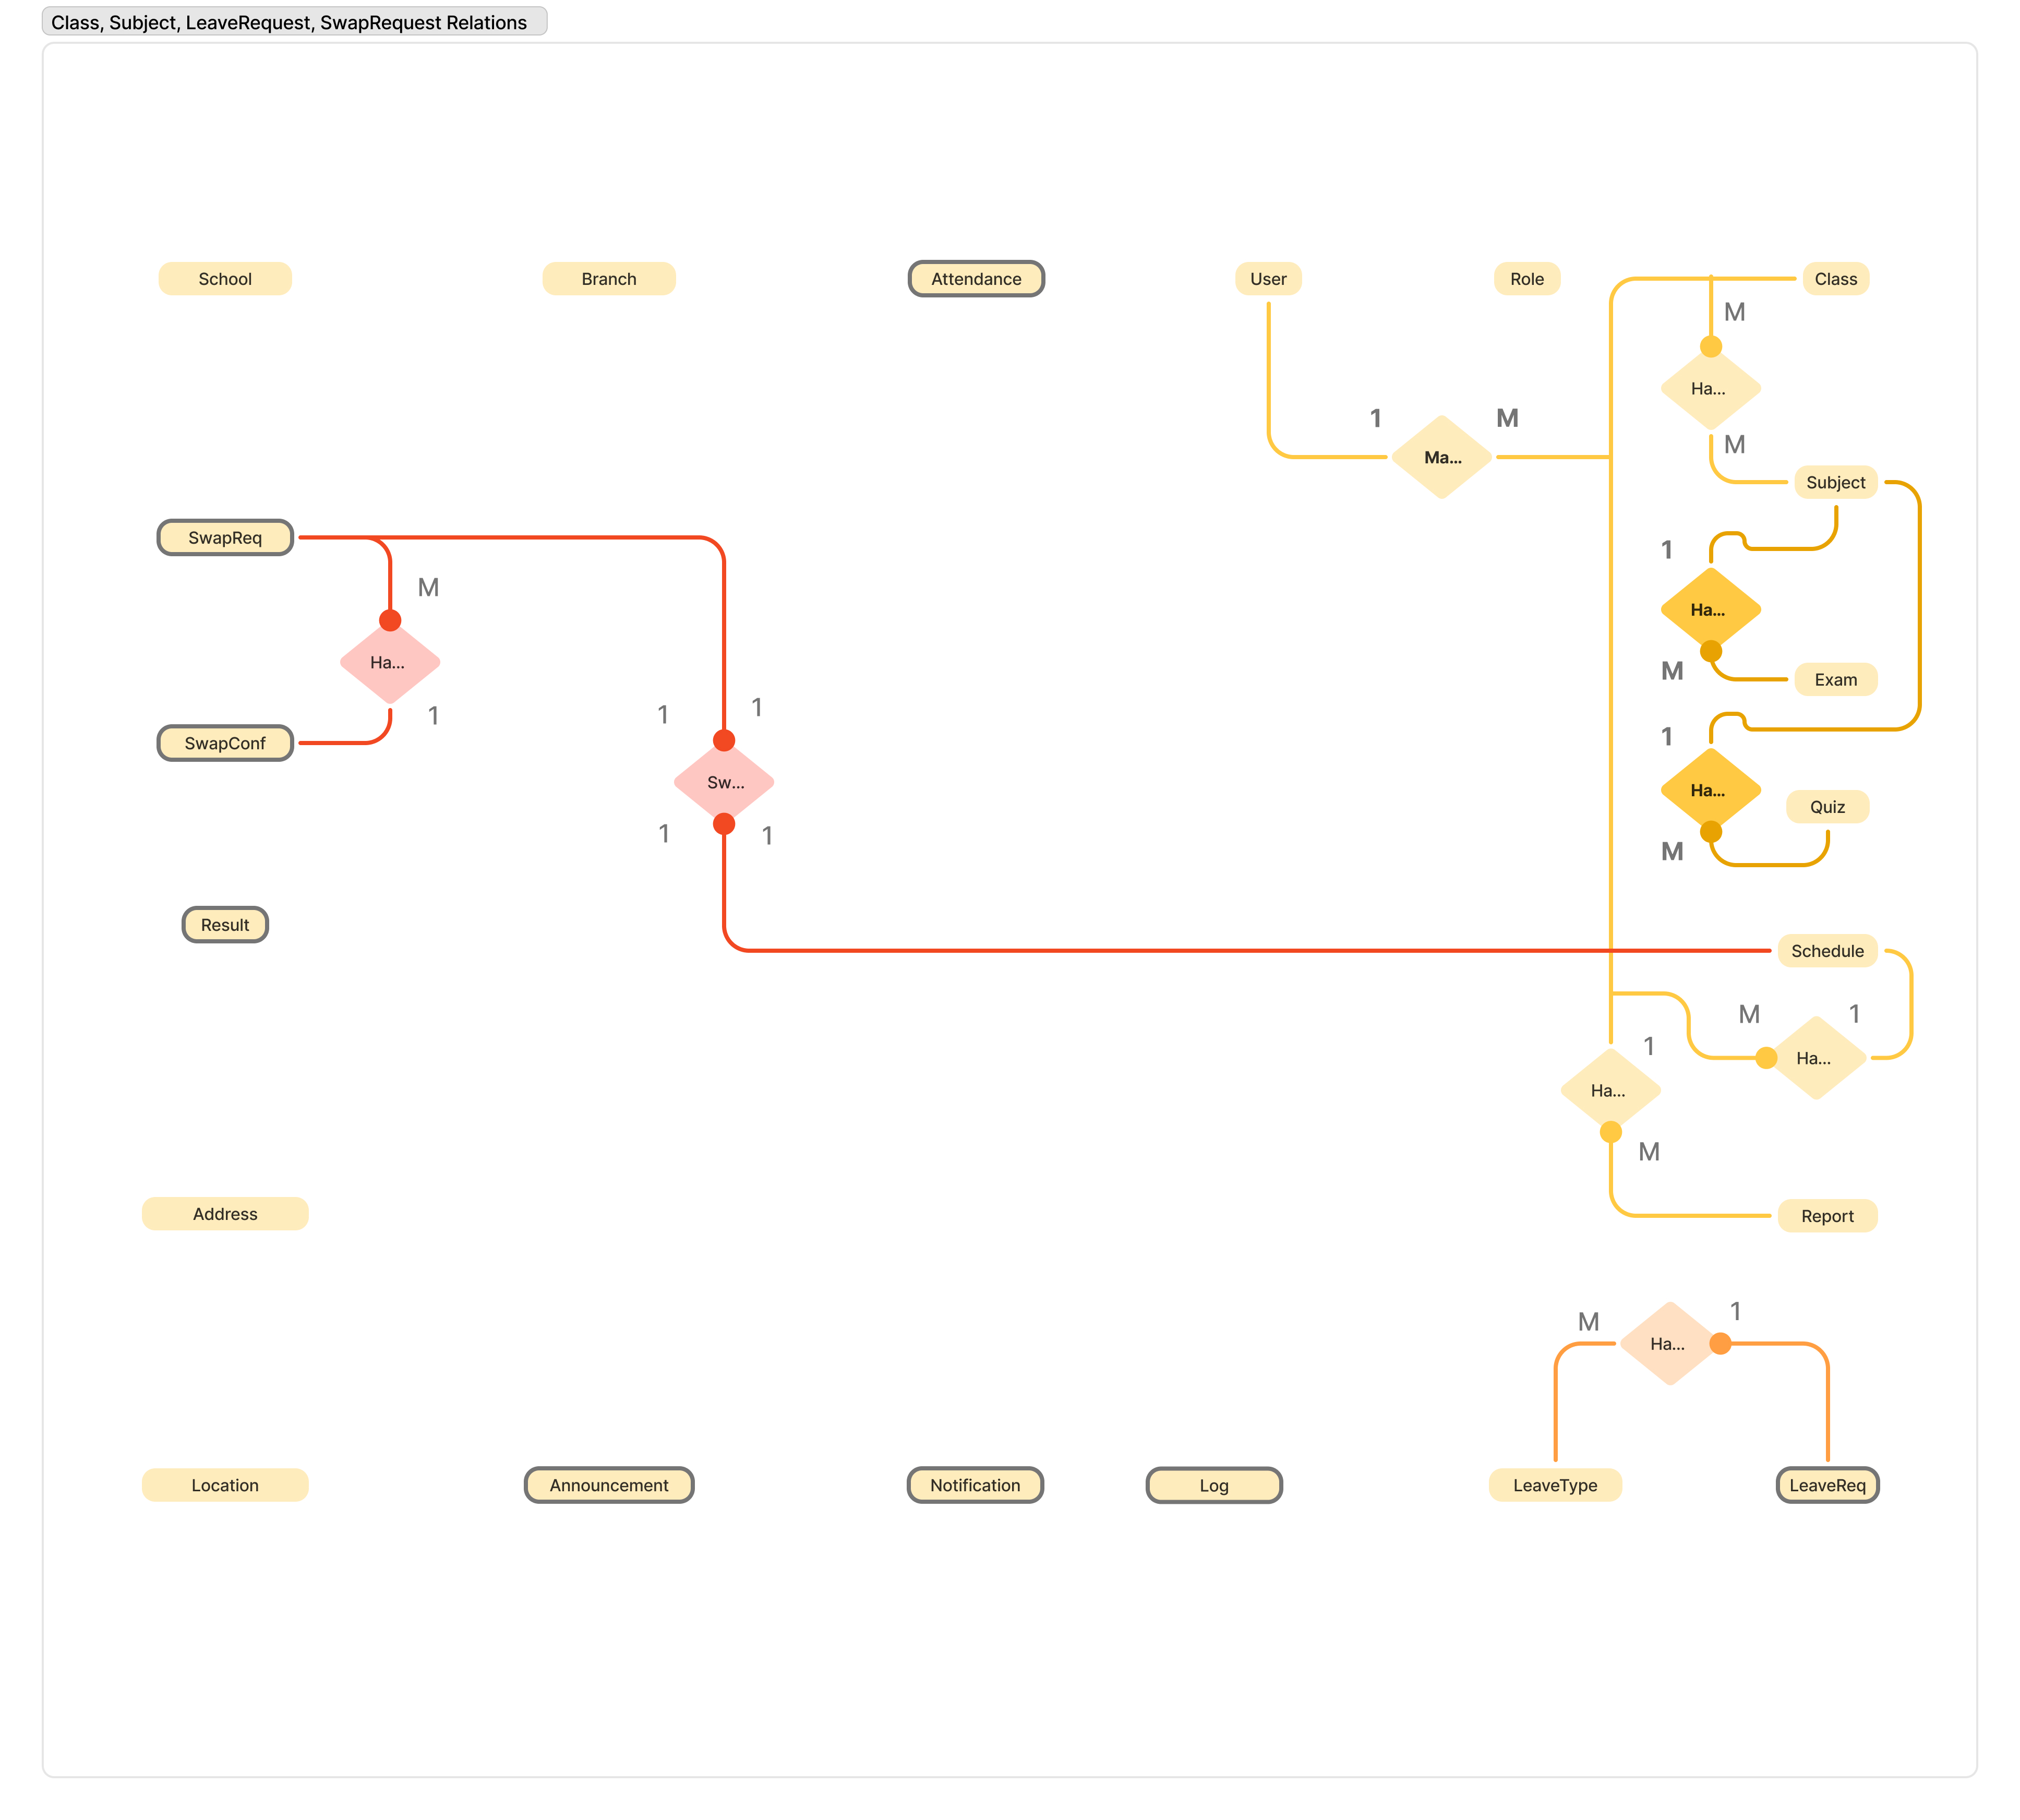 Class, Subject, LeaveRequest, SwapRequest Relations
School
Branch
Attendance
User
Role
Class
M
Ha...
M
1
M
Ma...
Subject
SwapReq
M
Ha...
1
SwapConf
1
Ha...
M
Exam
1
1
Sw...
1
1
1
Ha...
M
Quiz
Result
Schedule
M
1
Ha...
1
Ha...
M
Address
Report
M
1
Ha...
Location
Announcement
Notification
Log
LeaveType
LeaveReq